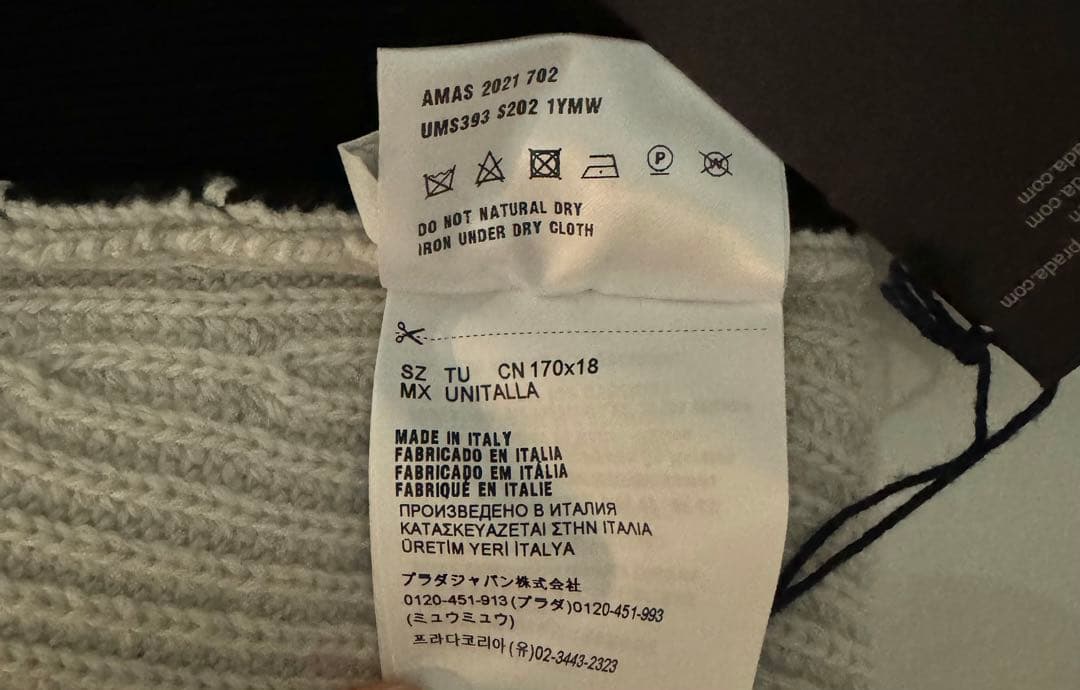 AMAS 2021 702
UMS393 S202 1YMW
P
W
DO NOT NATURAL DRY
IRON UNDER DRY CLOTH
SZ TU CN 170x18
MX UNITALLA
MADE IN ITALY
FABRICADO EN ITALIA
FABRICADO EM ITÁLIA
FABRIQUÉ EN ITALIE
ПРОИЗВЕДЕНО В ИТАЛИЯ
ΚΑΤΑΣΚΕΥΑΖΕΤΑΙ ΣΤΗΝ ΙΤΑΛΙΑ
ÜRETİM YERİ İTALYA
プラダジャパン株式会社
0120-451-913(プラダ)0120-451-993
(ミュウミュウ)
프라다코리아(유)02-3443-2323
prada.com